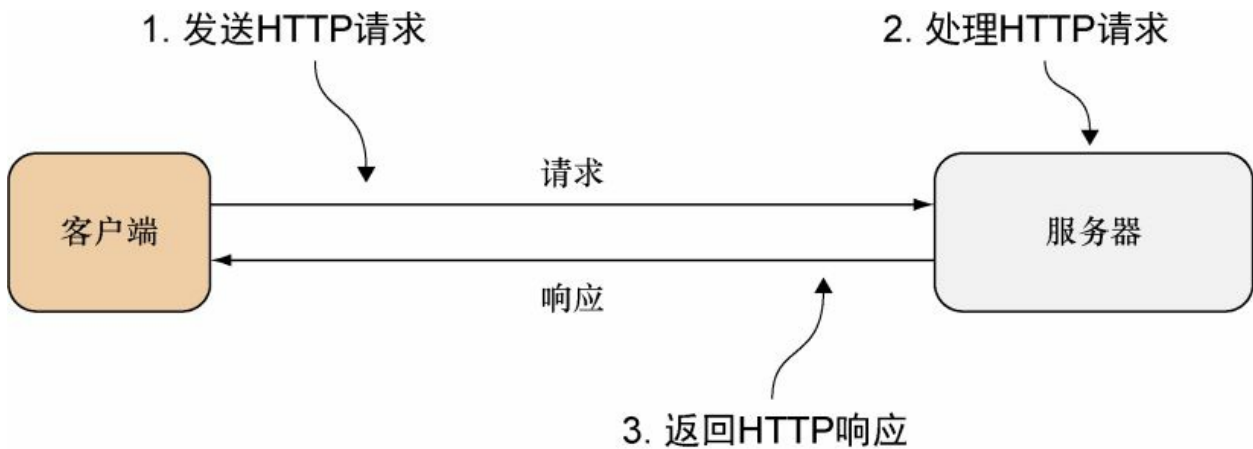 1. 发送HTTP请求
2. 处理HTTP请求
请求
客户端
服务器
响应
3. 返回HTTP响应